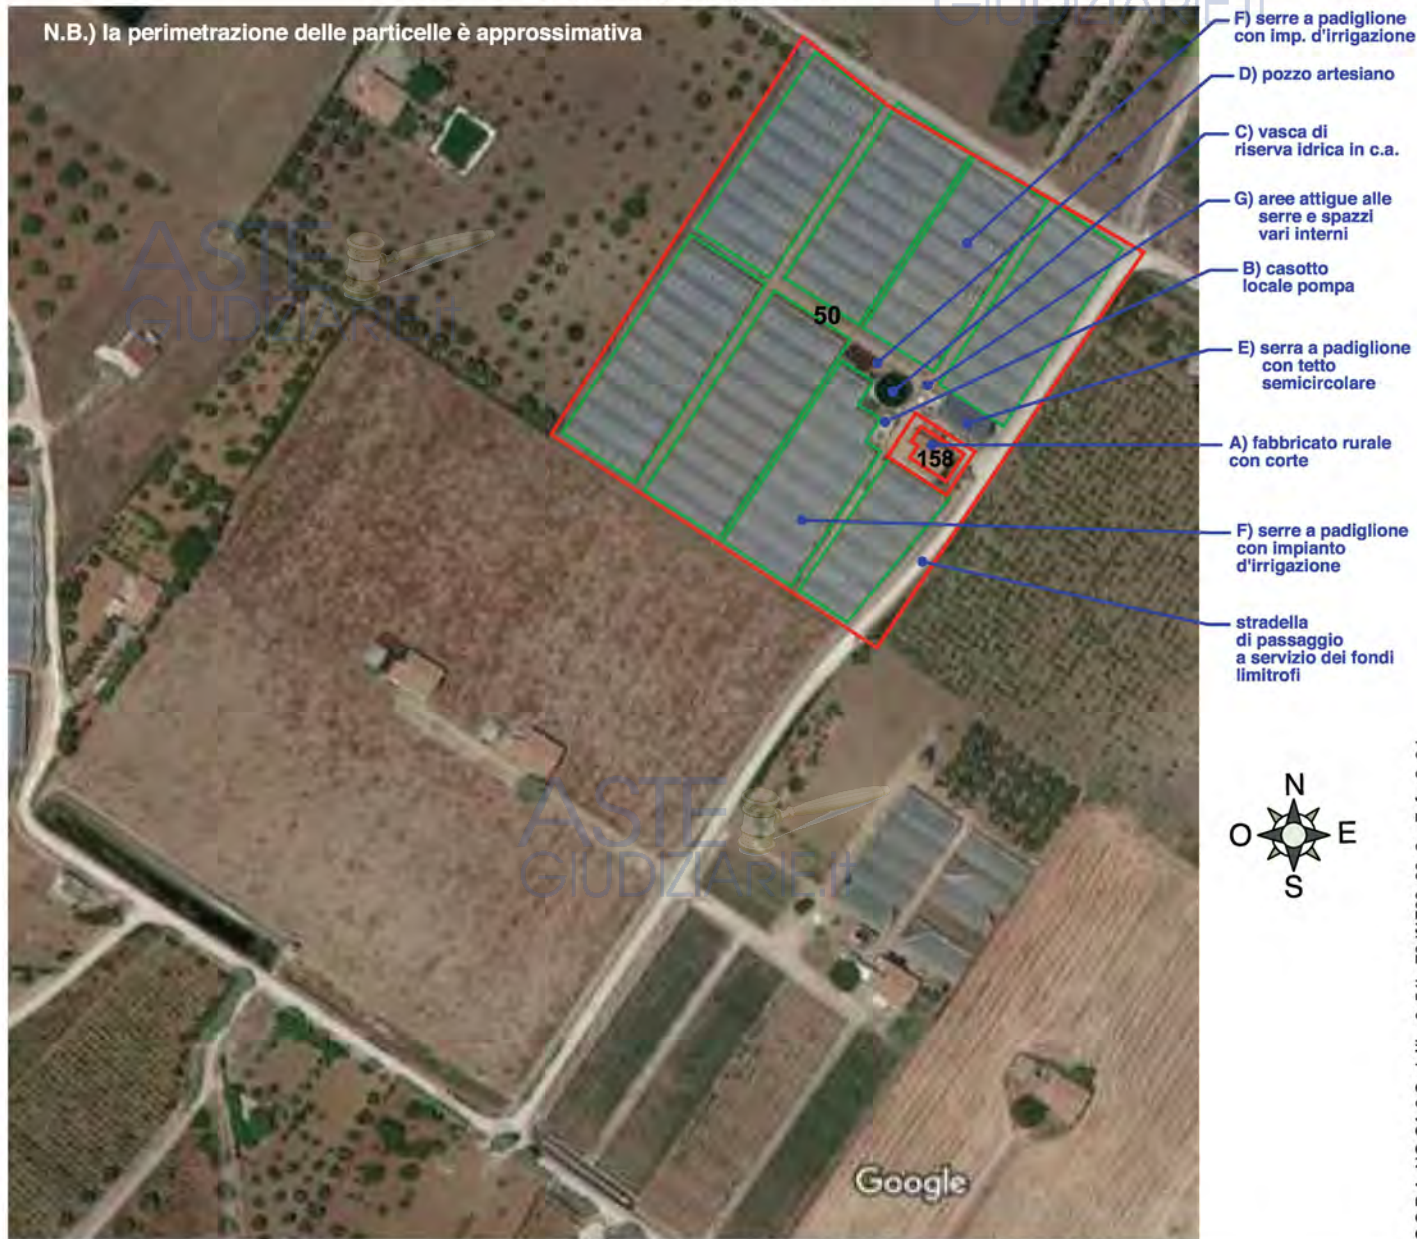 N.B.) la perimetrazione delle particelle è approssimativa
GIUDIZIARIE
F) serre a padiglione
con imp. d'irrigazione
D) pozzo artesiano
C) vasca di
riserva idrica in c.a.
G) aree attigue alle
serre e spazzi
vari interni
B) casotto
locale pompa
E) serra a padiglione
con tetto
semicircolare
A) fabbricato rurale
con corte
F) serre a padiglione
con impianto
d'irrigazione
stradella
di passaggio
a servizio dei fondi
limitrofi
50
158
ASTE
GIUDIZIARIE.it
ASTE
GIUDIZIARIE.it
N
O E
S
Google